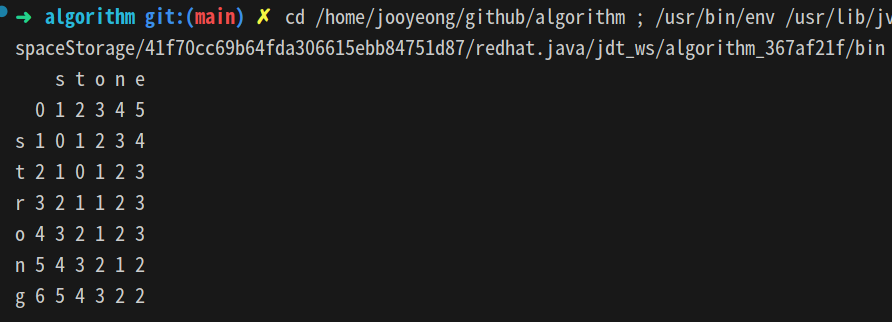 ➜ algorithm git:(main) ✗ cd /home/jooyeong/github/algorithm ; /usr/bin/env /usr/lib/jv
spaceStorage/41f70cc69b64fda306615ebb84751d87/redhat.java/jdt_ws/algorithm_367af21f/bin
s t o n e
0 1 2 3 4 5
s 1 0 1 2 3 4
t 2 1 0 1 2 3
r 3 2 1 1 2 3
o 4 3 2 1 2 3
n 5 4 3 2 1 2
g 6 5 4 3 2 2